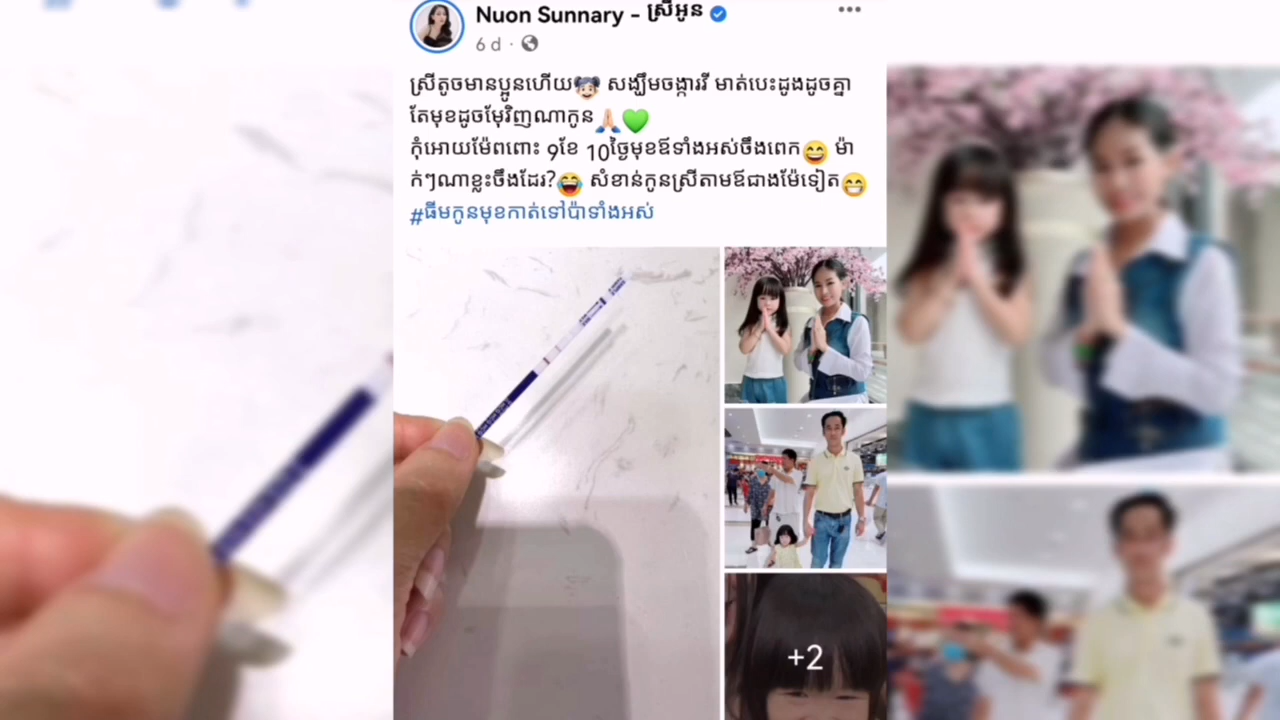 Nuon Sunnary - ស្រីអូន
6 d ·
ស្រីតូចមានប្អូនហើយ👧🏻 សង្ឃឹមចង្ការវី មាត់បេះដូងដូចគ្នា
តែមុខដូចម៉ែវិញណាកូន🙏🏻💚
កុំអោយម៉ែពពោះ 9ខែ 10ថ្ងៃមុខឪទាំងអស់ចឹងពេក😄 ម៉ា
ក់ៗណាខ្លះចឹងដែរ?😂 សំខាន់កូនស្រីតាមឪជាងម៉ែទៀត😁
#ធីមកូនមុខកាត់ទៅប៉ាទាំងអស់
+2